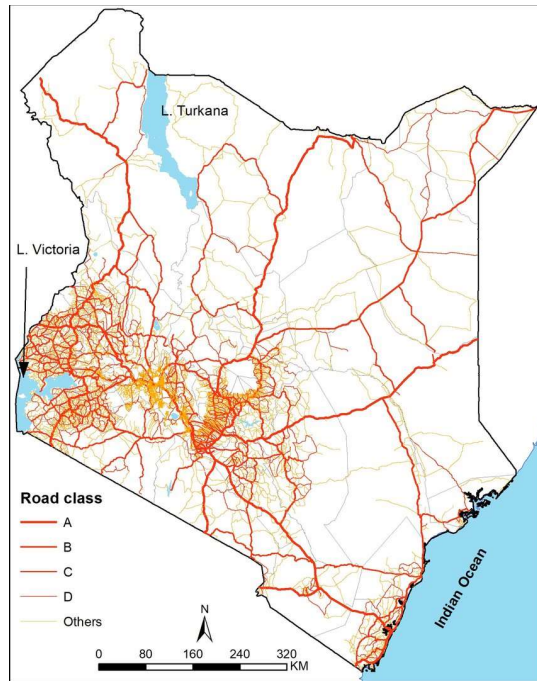 L. Turkana
L. Victoria
Road class
A
B
C
D
Others
Indian Ocean
N
0 80 160 240 320
KM